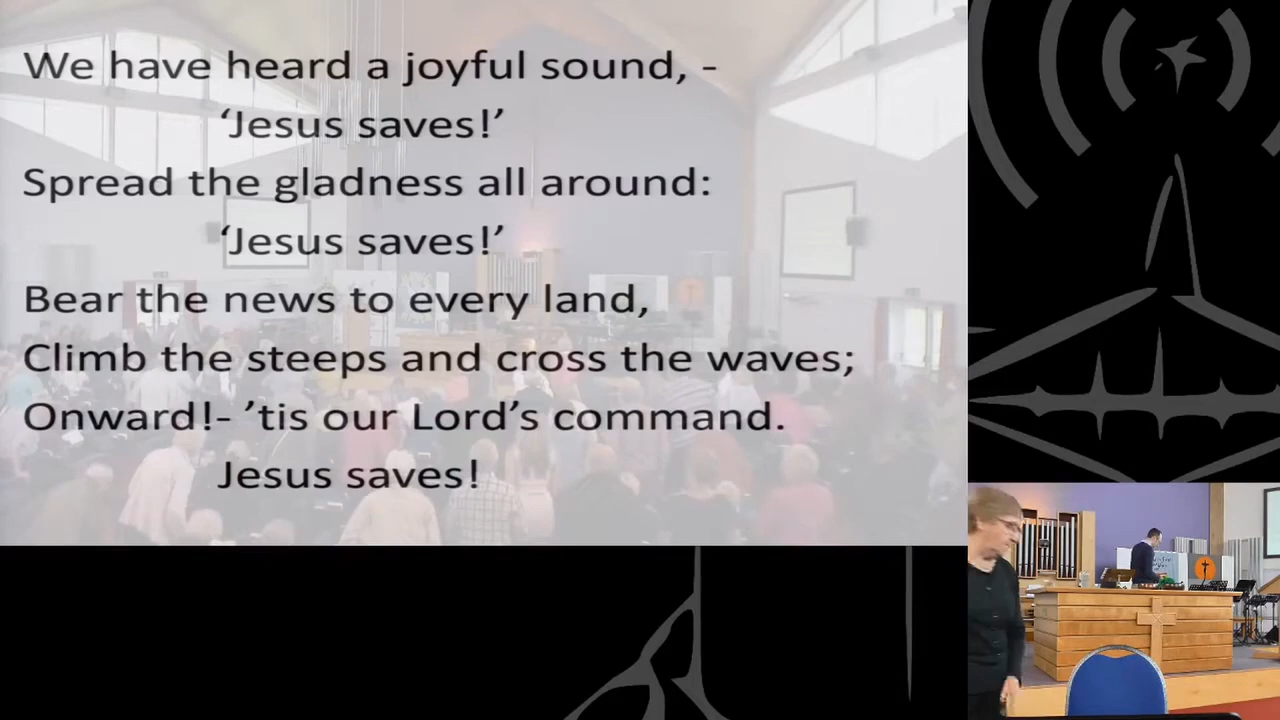 We have heard a joyful sound, -
‘Jesus saves!’
Spread the gladness all around:
‘Jesus saves!’
Bear the news to every land,
Climb the steeps and cross the waves;
Onward!- ’tis our Lord’s command.
Jesus saves!